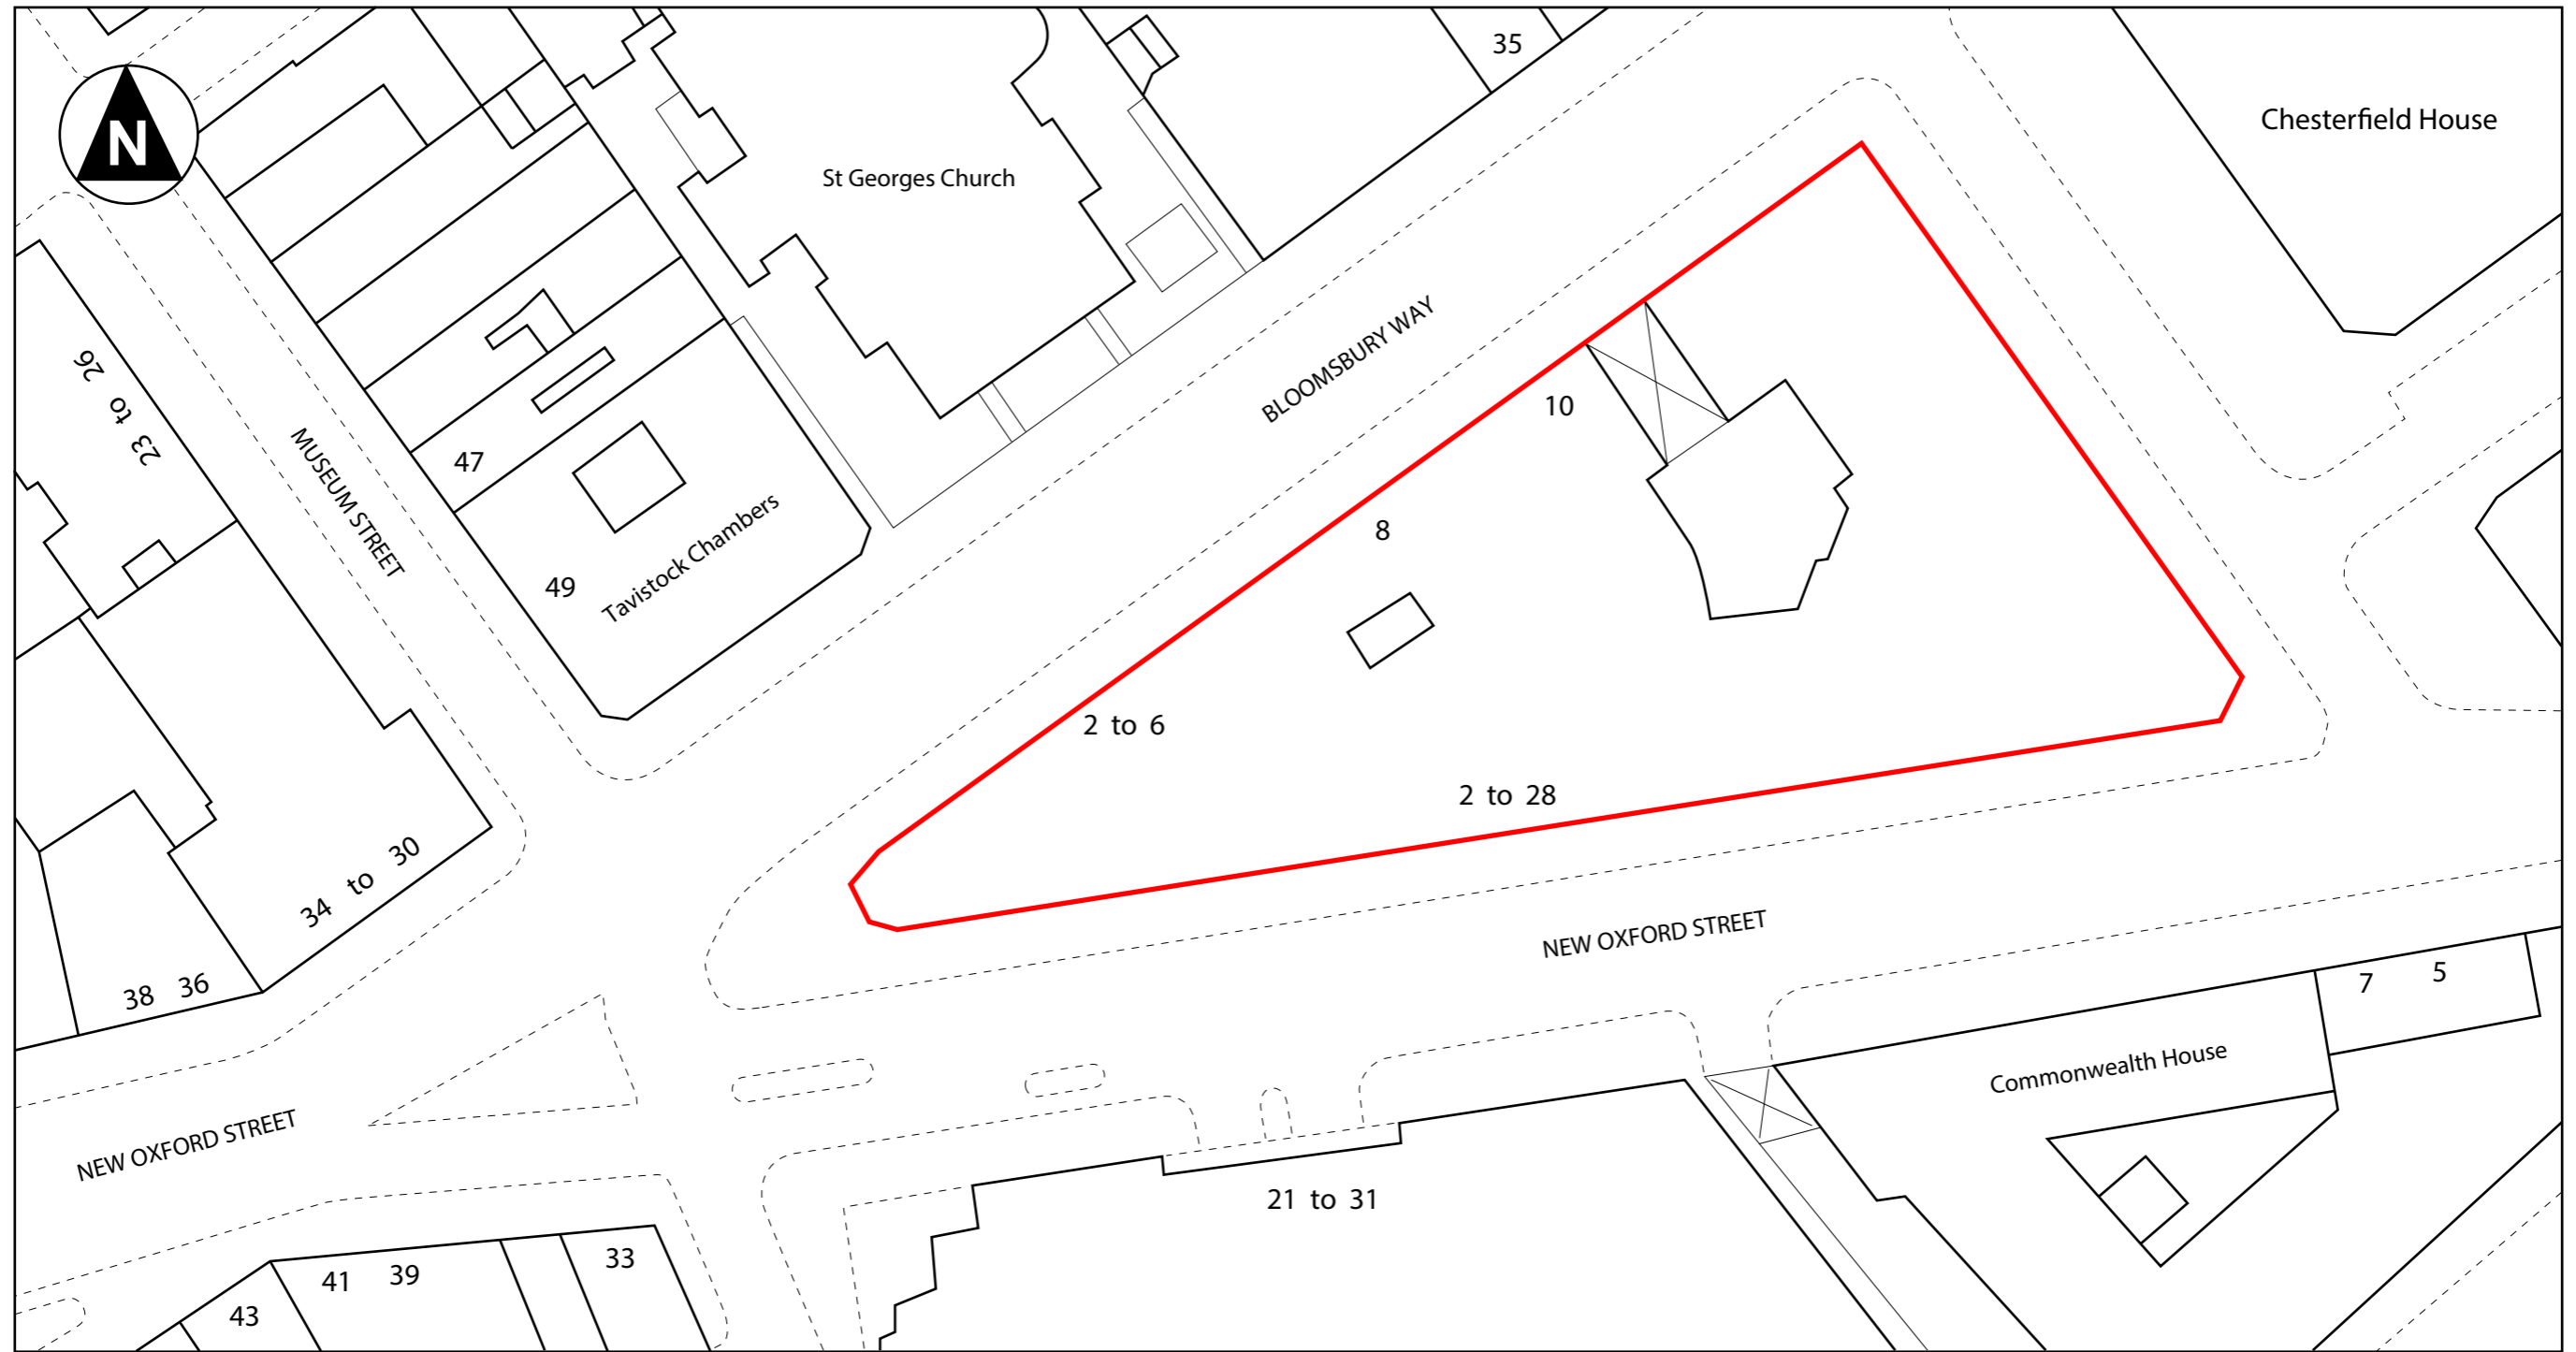 35
Chesterfield House
N
St Georges Church
BLOOMSBURY WAY
23 to 26
MUSEUM STREET
47
10
Tavistock Chambers
8
49
2 to 6
2 to 28
34 to 30
NEW OXFORD STREET
38 36
7 5
Commonwealth House
NEW OXFORD STREET
21 to 31
33
41 39
43